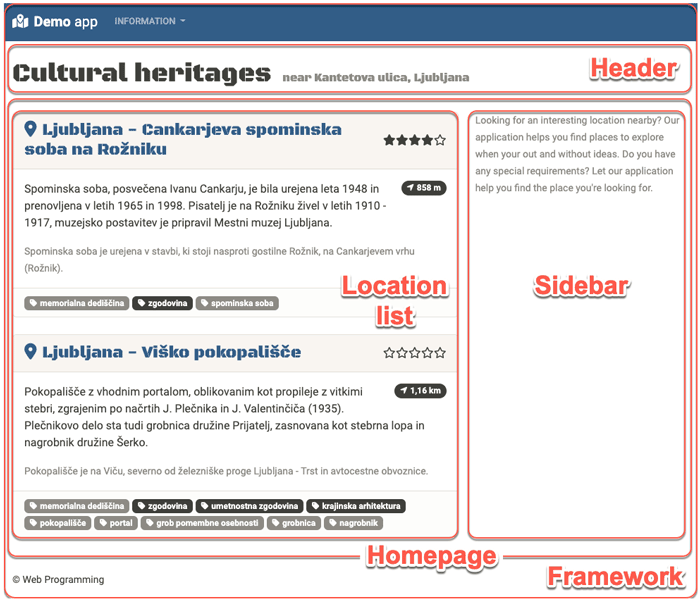 Demo app INFORMATION
Cultural heritages near Kantetova ulica, Ljubljana
Header
Ljubljana - Cankarjeva spominska
soba na Rožniku
Spominska soba, posvečena Ivanu Cankarju, je bila urejena leta 1948 in
858 m
prenovljena v letih 1965 in 1998. Pisatelj je na Rožniku živel v letih 1910 -
1917, muzejsko postavitev je pripravil Mestni muzej Ljubljana.
Spominska soba je urejena v stavbi, ki stoji nasproti gostilne Rožnik, na Cankarjevem vrhu
(Rožnik).
memorialna dediščina zgodovina spominska soba
Location
list
Ljubljana - Viško pokopališče
Pokopališče z vhodnim portalom, oblikovanim kot propileje z vitkimi
1,16 km
stebri, zgrajenim po načrtih J. Plečnika in J. Valentinčiča (1935).
Plečnikovo delo sta tudi grobnica družine Prijatelj, zasnovana kot stebrna lopa in
nagrobnik družine Šerko.
Pokopališče je na Viču, severno od železniške proge Ljubljana - Trst in avtocestne obvoznice.
memorialna dediščina zgodovina umetnostna zgodovina krajinska arhitektura
pokopališče portal grob pomembne osebnosti grobnica nagrobnik
Looking for an interesting location nearby? Our
application helps you find places to explore
when your out and without ideas. Do you have
any special requirements? Let our application
help you find the place you're looking for.
Sidebar
Homepage
Framework
© Web Programming